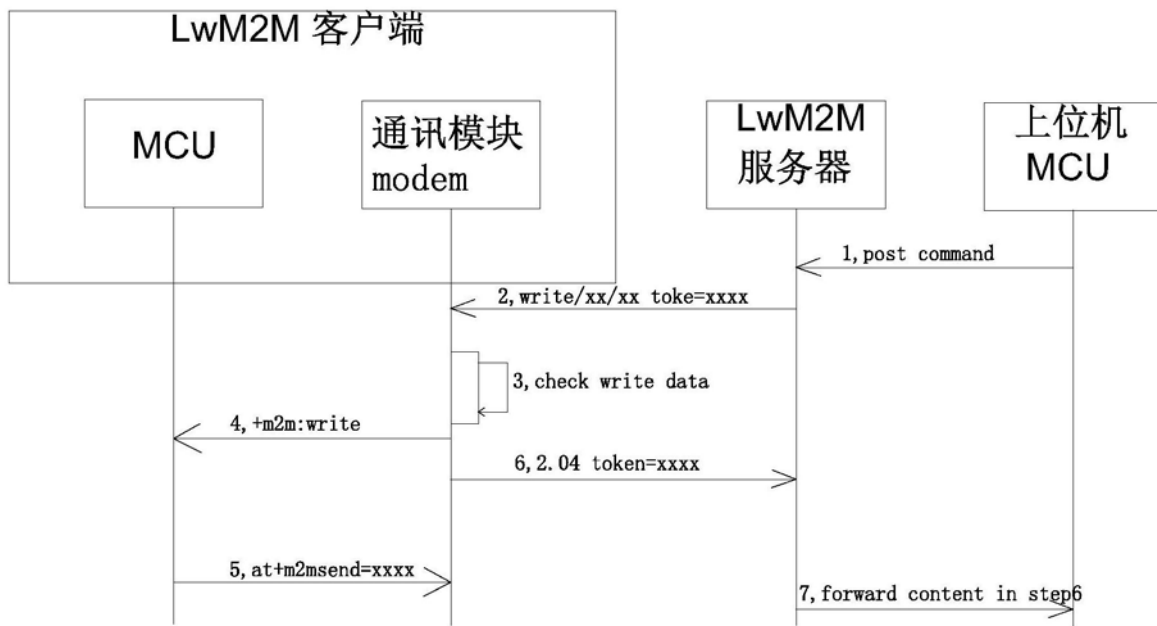 LwM2M 客户端
MCU
通讯模块
modem
LwM2M
服务器
上位机
MCU
1,post command
2,write/xx/xx toke=xxxx
3,check write data
4,+m2m:write
6,2.04 token=xxxx
5,at+m2msend=xxxx
7,forward content in step6